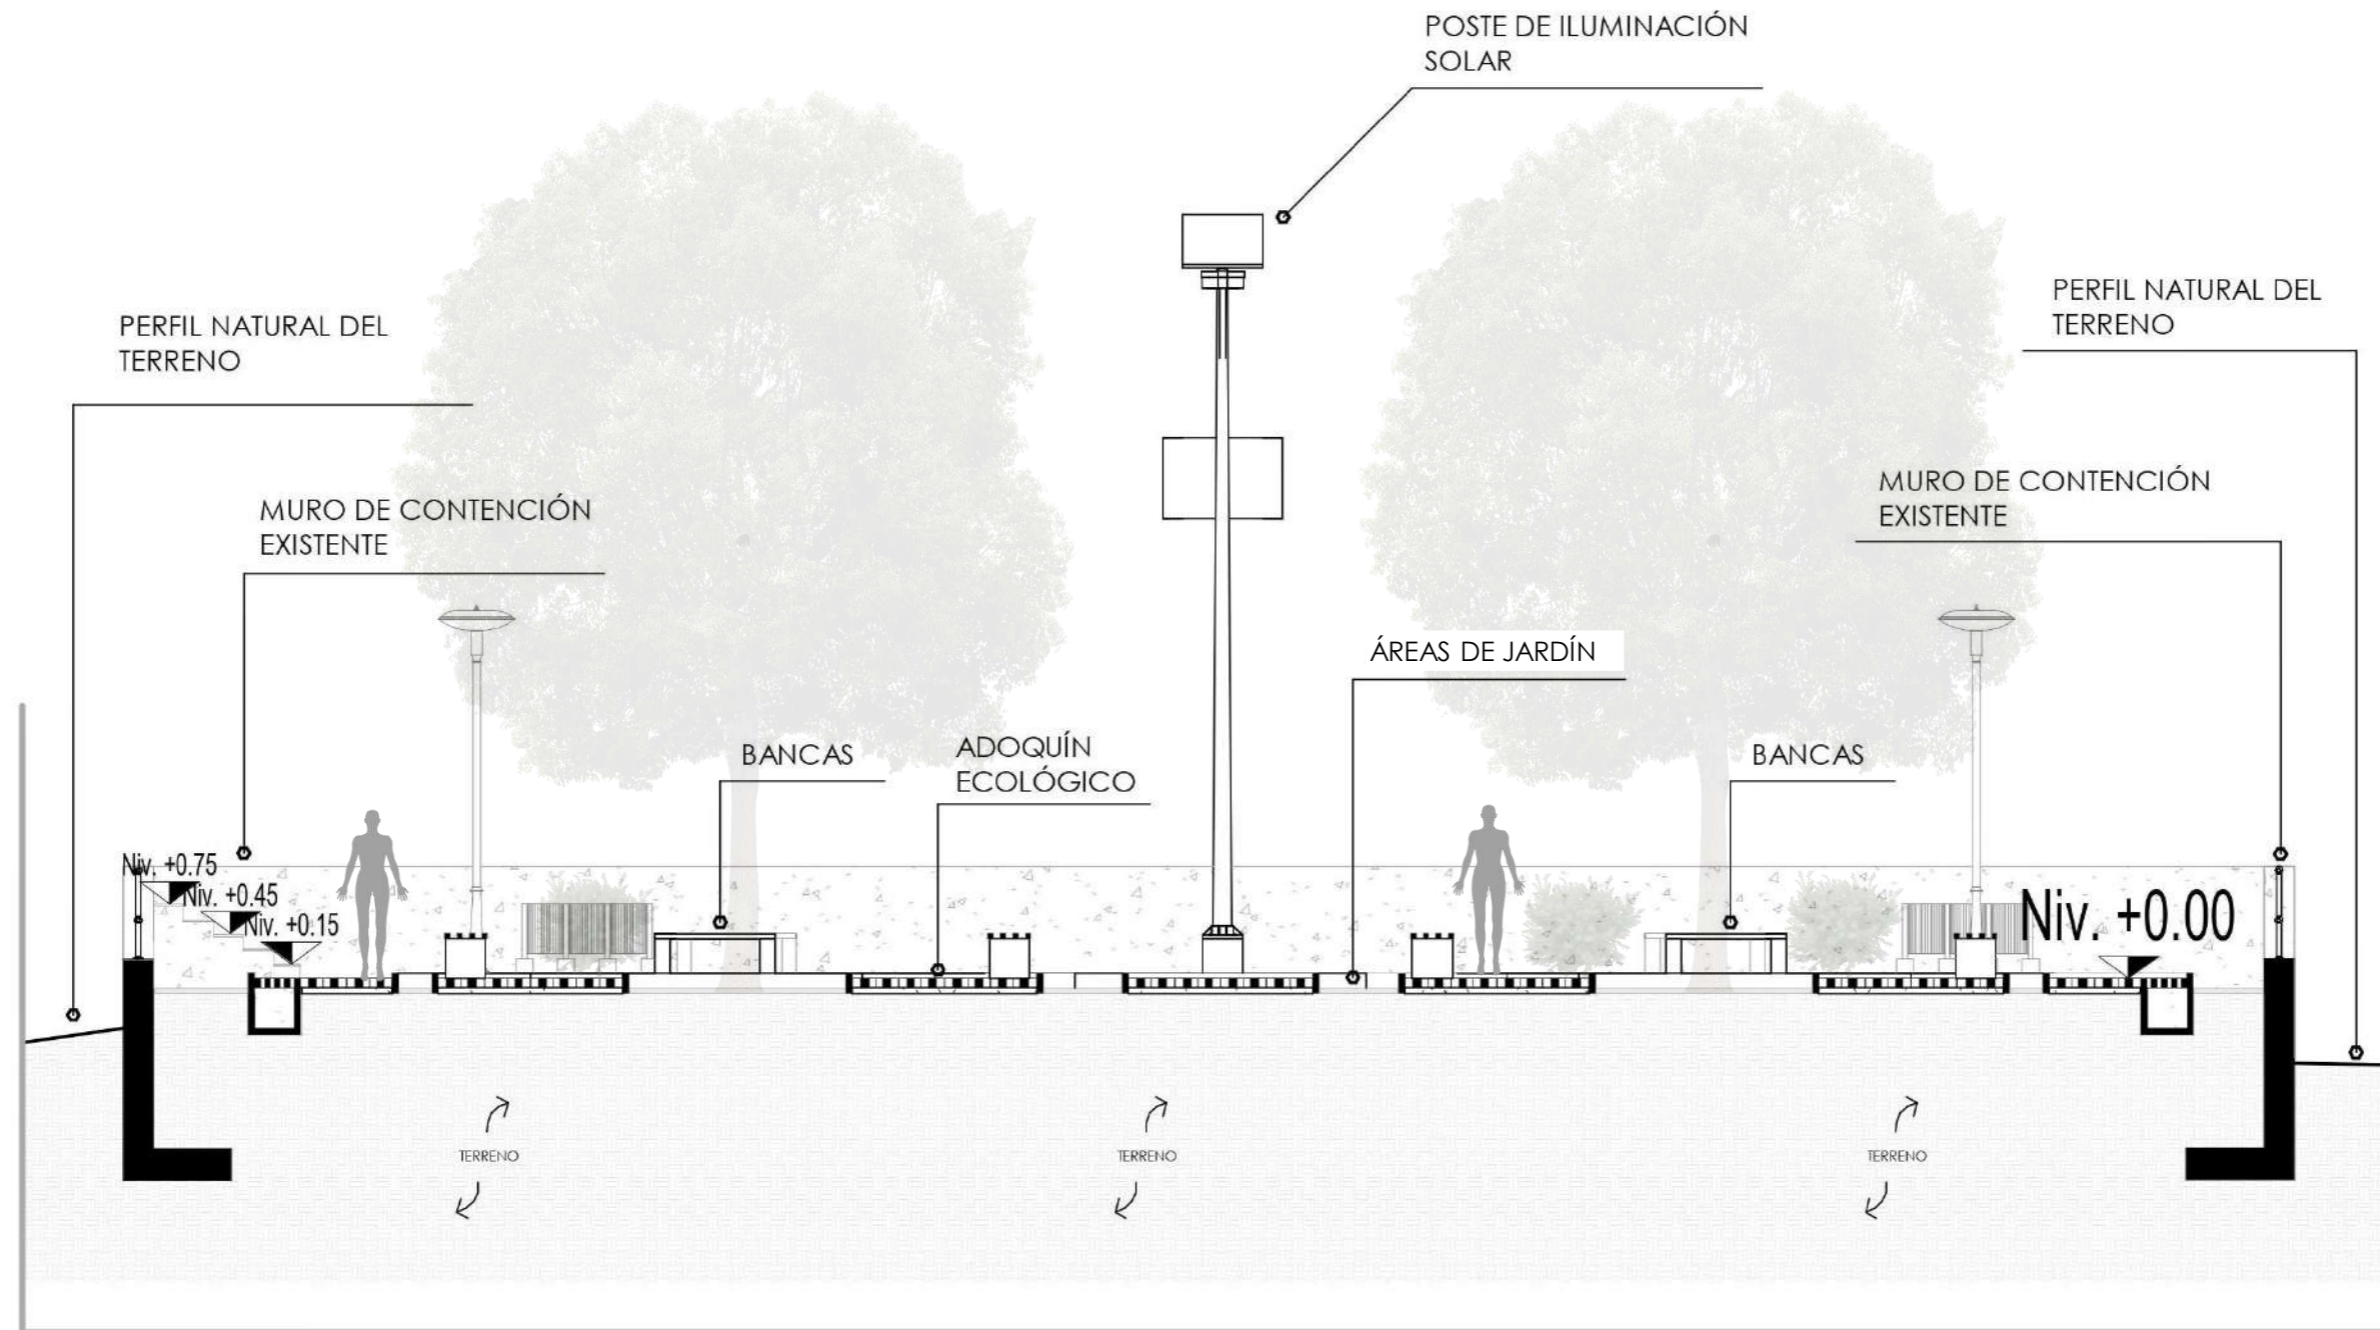 POSTE DE ILUMINACIÓN
SOLAR
PERFIL NATURAL DEL
TERRENO
PERFIL NATURAL DEL
TERRENO
MURO DE CONTENCIÓN
EXISTENTE
MURO DE CONTENCIÓN
EXISTENTE
ÁREAS DE JARDÍN
BANCAS
ADOQUÍN
ECOLÓGICO
BANCAS
Niv. +0.75
Niv. +0.45
Niv. +0.15
Niv. +0.00
TERRENO
TERRENO
TERRENO